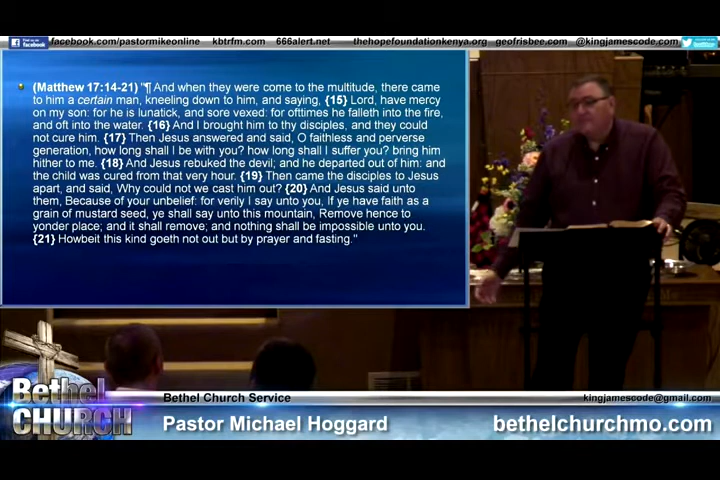 Find us on facebook facebook.com/pastormikeonline kbtrfm.com 666alert.net thehopefoundationkenya.org geofrisbee.com @kingjamescode.com twitter
(Matthew 17:14-21) "¶ And when they were come to the multitude, there came
to him a certain man, kneeling down to him, and saying, {15} Lord, have mercy
on my son: for he is lunatick, and sore vexed: for ofttimes he falleth into the fire,
and oft into the water. {16} And I brought him to thy disciples, and they could
not cure him. {17} Then Jesus answered and said, O faithless and perverse
generation, how long shall I be with you? how long shall I suffer you? bring him
hither to me. {18} And Jesus rebuked the devil; and he departed out of him: and
the child was cured from that very hour. {19} Then came the disciples to Jesus
apart, and said, Why could not we cast him out? {20} And Jesus said unto
them, Because of your unbelief: for verily I say unto you, If ye have faith as a
grain of mustard seed, ye shall say unto this mountain, Remove hence to
yonder place; and it shall remove; and nothing shall be impossible unto you.
{21} Howbeit this kind goeth not out but by prayer and fasting."
Bethel
CHURCH
Bethel Church Service kingjamescode@gmail.com
Pastor Michael Hoggard bethelchurchmo.com